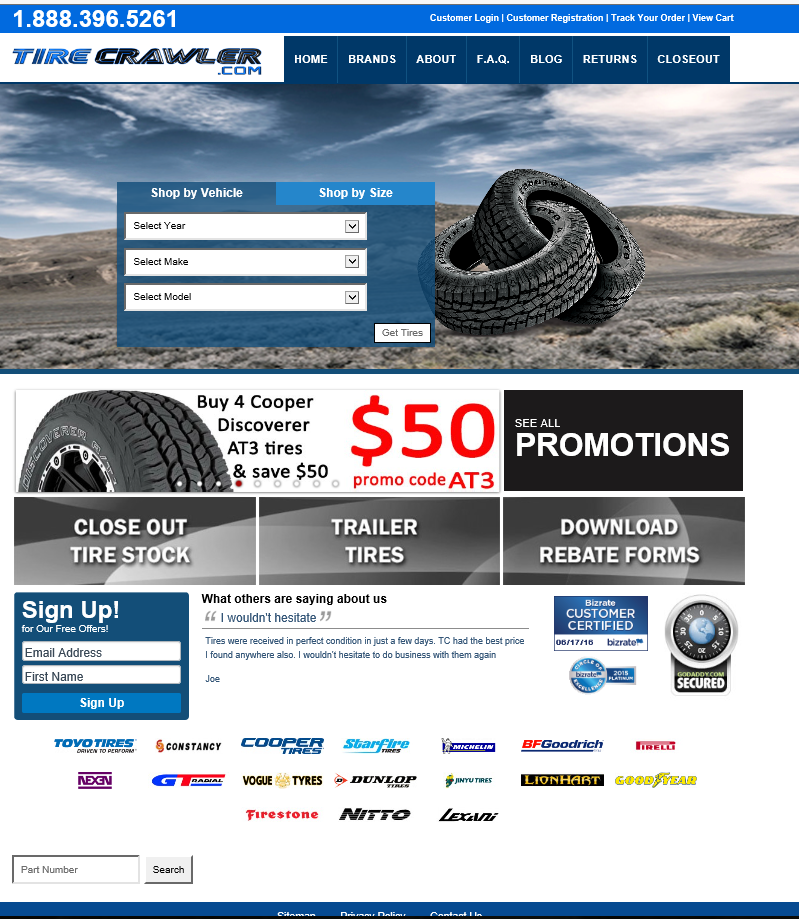 1.888.396.5261
Customer Login | Customer Registration | Track Your Order | View Cart
TIRE CRAWLER
.COM
HOME BRANDS ABOUT F.A.Q. BLOG RETURNS CLOSEOUT
Shop by Vehicle Shop by Size
Select Year
Select Make
Select Model
Get Tires
Buy 4 Cooper
Discoverer
AT3 tires
& save $50
$50
promo code AT3
DISCOVERER
SEE ALL
PROMOTIONS
CLOSE OUT
TIRE STOCK
TRAILER
TIRES
DOWNLOAD
REBATE FORMS
Sign Up!
for Our Free Offers!
Email Address
First Name
Sign Up
What others are saying about us
“ I wouldn't hesitate ”
Tires were received in perfect condition in just a few days. TC had the best price
I found anywhere also. I wouldn't hesitate to do business with them again
Joe
Bizrate
CUSTOMER
CERTIFIED
06/17/16 bizrate
CIRCLE OF
bizrate
EXCELLENCE
2015
PLATINUM
GODADDY.COM
SECURED
TOYO TIRES
DRIVEN TO PERFORM
CONSTANCY
COOPER
TIRES
StarFire
TIRES
MICHELIN
BFGoodrich
PIRELLI
NEXEN
GT RADIAL
VOGUE TYRES
DUNLOP
TIRES
JINYU TYRES
LIONHART
GOODYEAR
Firestone
NITTO
LEXANI
Part Number
Search
Sitemap Privacy Policy Contact Us